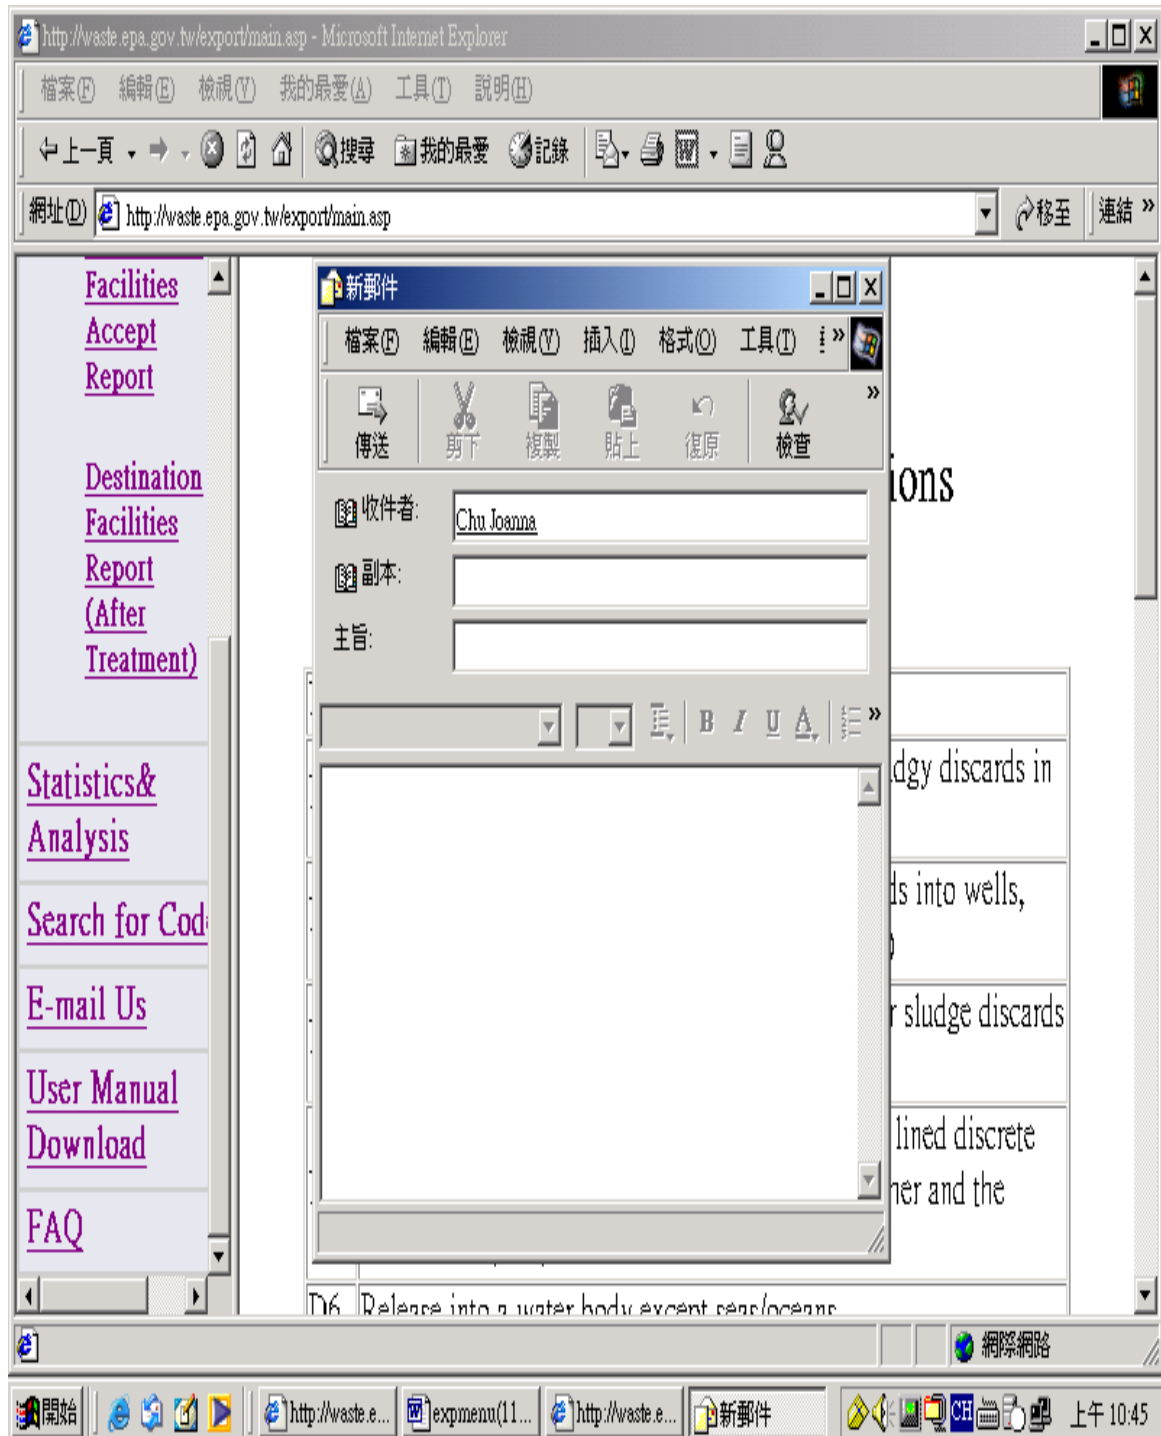 http://waste.epa.gov.tw/export/main.asp - Microsoft Internet Explorer
檔案(F) 編輯(E) 檢視(V) 我的最愛(A) 工具(T) 說明(H)
上一頁 搜尋 我的最愛 記錄
網址(D) http://waste.epa.gov.tw/export/main.asp 移至 連結 »
Facilities
Accept
Report
Destination
Facilities
Report
(After
Treatment)
Statistics&
Analysis
Search for Cod
E-mail Us
User Manual
Download
FAQ
新郵件
檔案(F) 編輯(E) 檢視(V) 插入(I) 格式(O) 工具(T) »
傳送 剪下 複製 貼上 復原 檢查 »
收件者: Chu Joanna
副本:
主旨:
B I U A »
ions
dgy discards in
ds into wells,
r sludge discards
lined discrete
ner and the
D6 Release into a water body except seas/oceans
網際網路
開始 http://waste.e... expmenu(11... http://waste.e... 新郵件 CH 上午 10:45